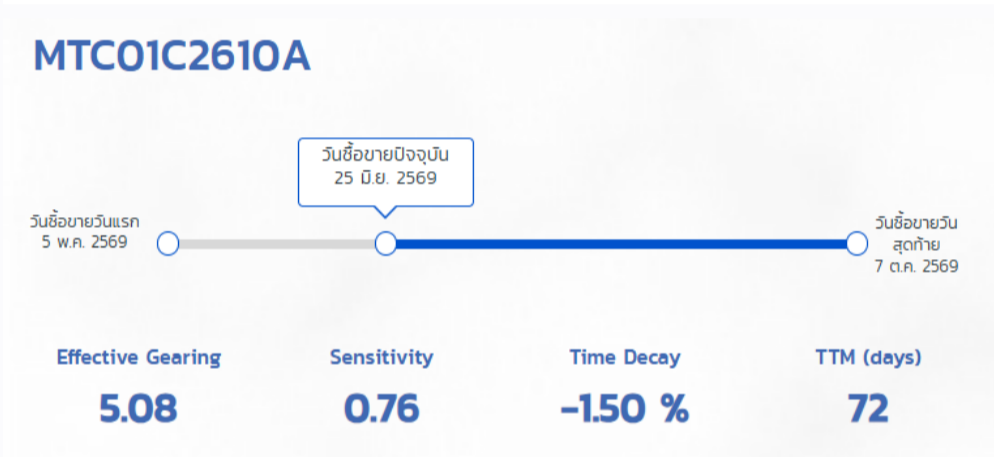 MTC01C2610A
วันซื้อขายปัจจุบัน
25 มิ.ย. 2569
วันซื้อขายวันแรก
5 พ.ค. 2569
วันซื้อขายวัน
สุดท้าย
7 ต.ค. 2569
Effective Gearing
Sensitivity
Time Decay
TTM (days)
5.08
0.76
-1.50 %
72